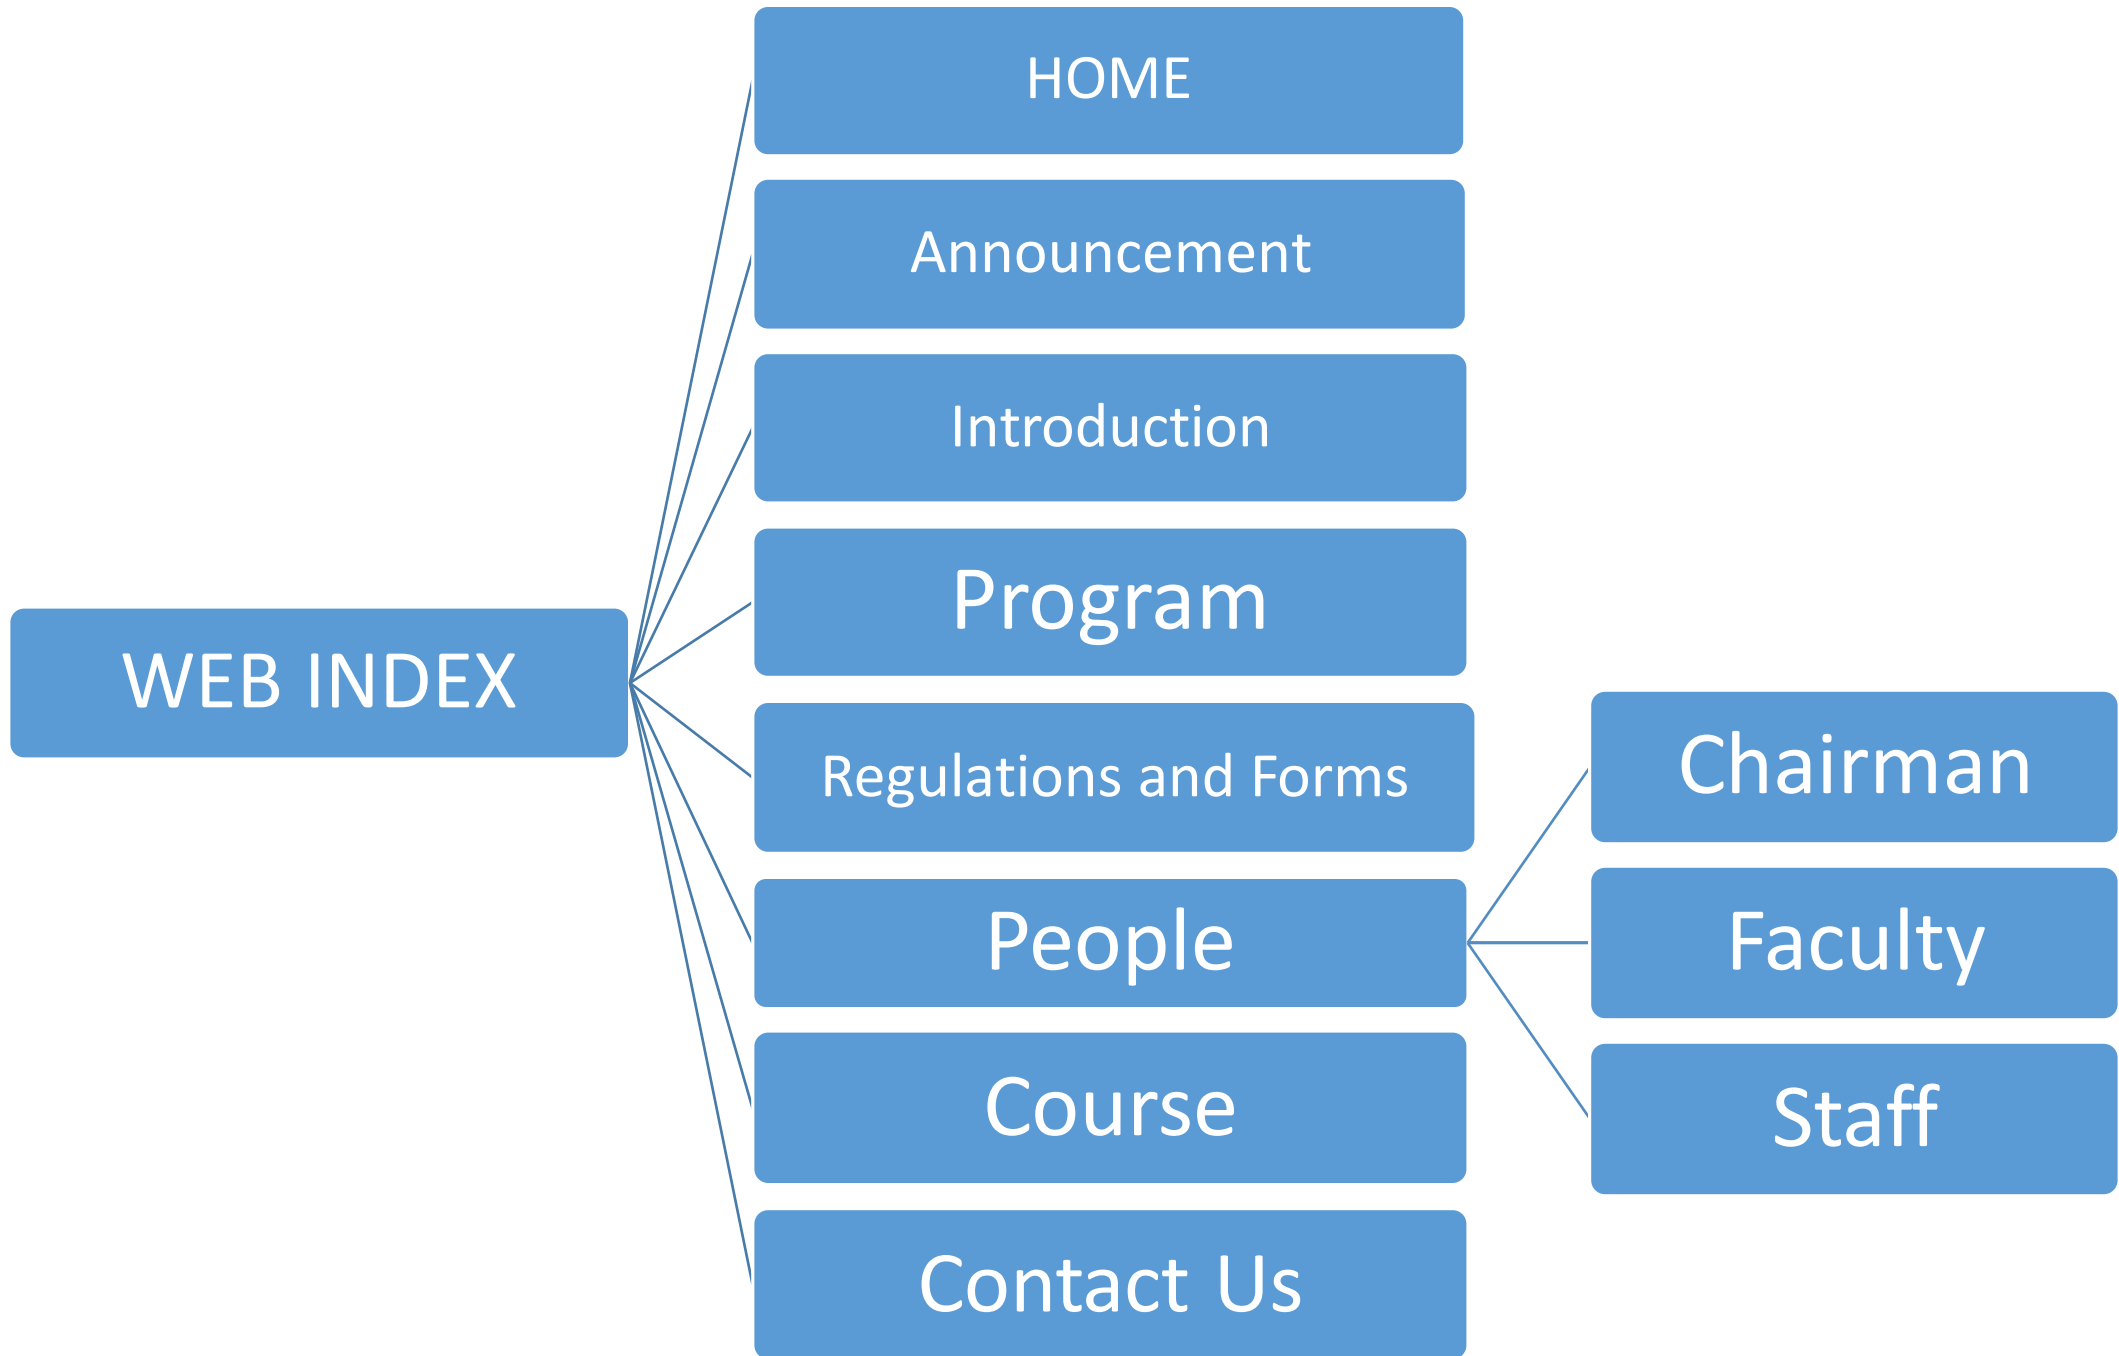 WEB INDEX
HOME
Announcement
Introduction
Program
Regulations and Forms
People
Chairman
Faculty
Staff
Course
Contact Us